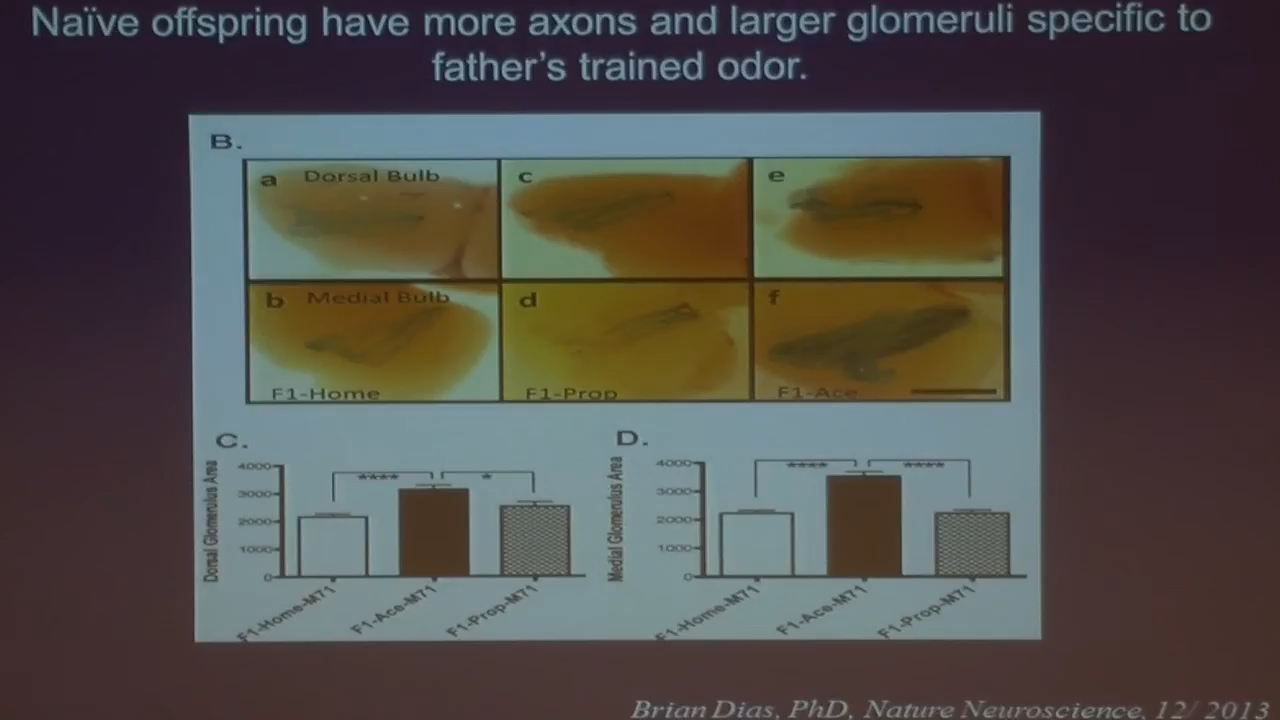 Naïve offspring have more axons and larger glomeruli specific to
father's trained odor.
B.
a Dorsal Bulb
c
e
b Medial Bulb
d
f
F1-Home
F1-Prop
F1-Ace
C.
Dorsal Glomerulus Area
4000
3000
2000
1000
0
****
*
F1-Home-M71
F1-Ace-M71
F1-Prop-M71
D.
Medial Glomerulus Area
4000
3000
2000
1000
0
****
****
F1-Home-M71
F1-Ace-M71
F1-Prop-M71
Brian Dias, PhD, Nature Neuroscience, 12/ 2013